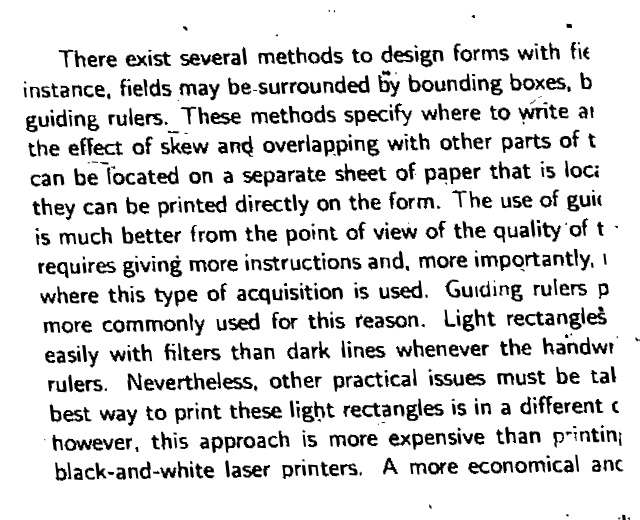 There exist several methods to design forms with fie
instance, fields may be surrounded by bounding boxes, b
guiding rulers. These methods specify where to write a
the effect of skew and overlapping with other parts of t
can be located on a separate sheet of paper that is loca
they can be printed directly on the form. The use of gui
is much better from the point of view of the quality of t
requires giving more instructions and, more importantly,
where this type of acquisition is used. Guiding rulers p
more commonly used for this reason. Light rectangles
easily with filters than dark lines whenever the handwr
rulers. Nevertheless, other practical issues must be tak
best way to print these light rectangles is in a different c
however, this approach is more expensive than printing
black-and-white laser printers. A more economical and